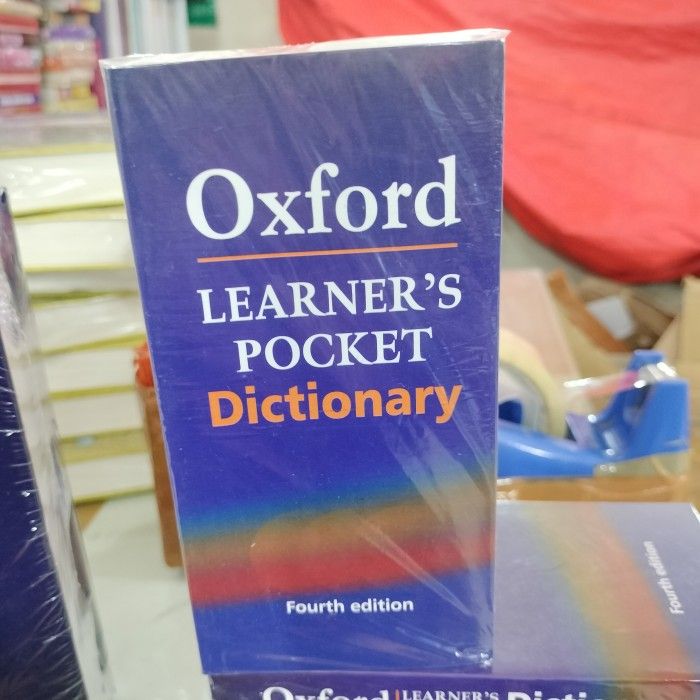 Oxford
LEARNER'S
POCKET
Dictionary
Fourth edition
Fourth edition
Oxford LEARNER'S